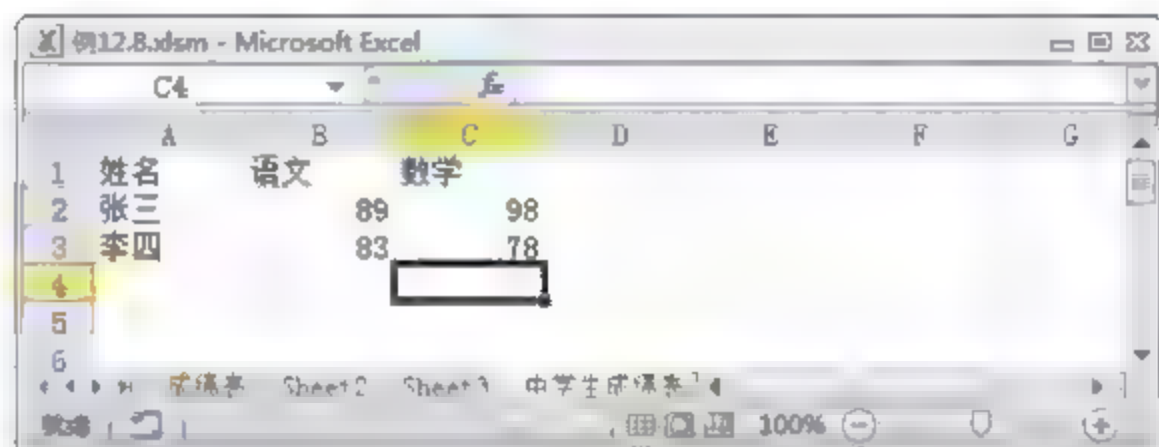 例12.8.xlsm - Microsoft Excel
C4 fx
A B C D E F G
1 姓名 语文 数学
2 张三 89 98
3 李四 83 78
4
5
6
成绩表 Sheet2 Sheet3 中学生成绩表
就绪 100%